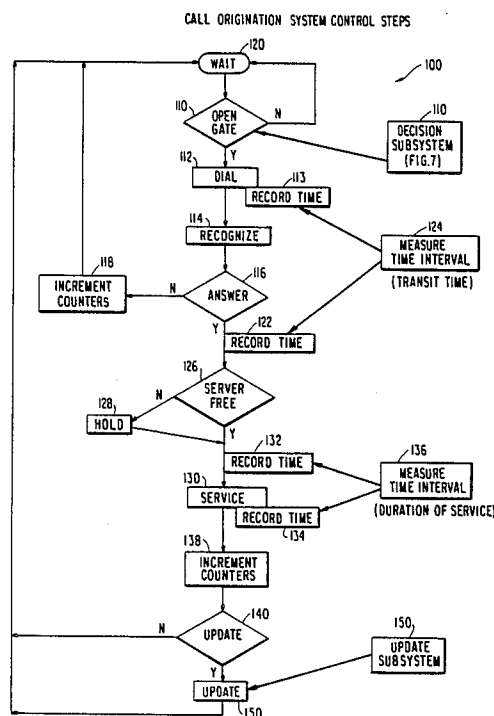 CALL ORIGINATION SYSTEM CONTROL STEPS
120
WAIT
100
110
OPEN
GATE
N
Y
110
DECISION
SUBSYSTEM
(FIG.7)
112
DIAL
113
RECORD TIME
114
RECOGNIZE
124
MEASURE
TIME INTERVAL
(TRANSIT TIME)
118
INCREMENT
COUNTERS
116
ANSWER
N
Y
122
RECORD TIME
126
SERVER
FREE
N
Y
128
HOLD
132
RECORD TIME
136
MEASURE
TIME INTERVAL
(DURATION OF SERVICE)
130
SERVICE
RECORD TIME
134
138
INCREMENT
COUNTERS
140
UPDATE
N
Y
150
UPDATE
SUBSYSTEM
UPDATE
150